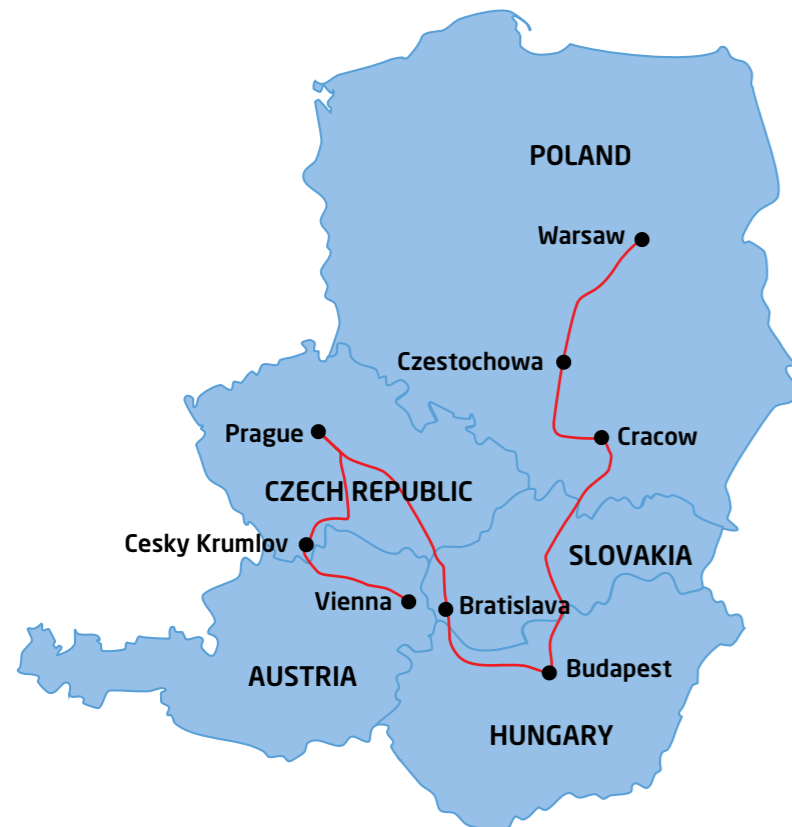 POLAND
Warsaw
Czestochowa
Prague
Cracow
CZECH REPUBLIC
Cesky Krumlov
SLOVAKIA
Vienna
Bratislava
AUSTRIA
Budapest
HUNGARY